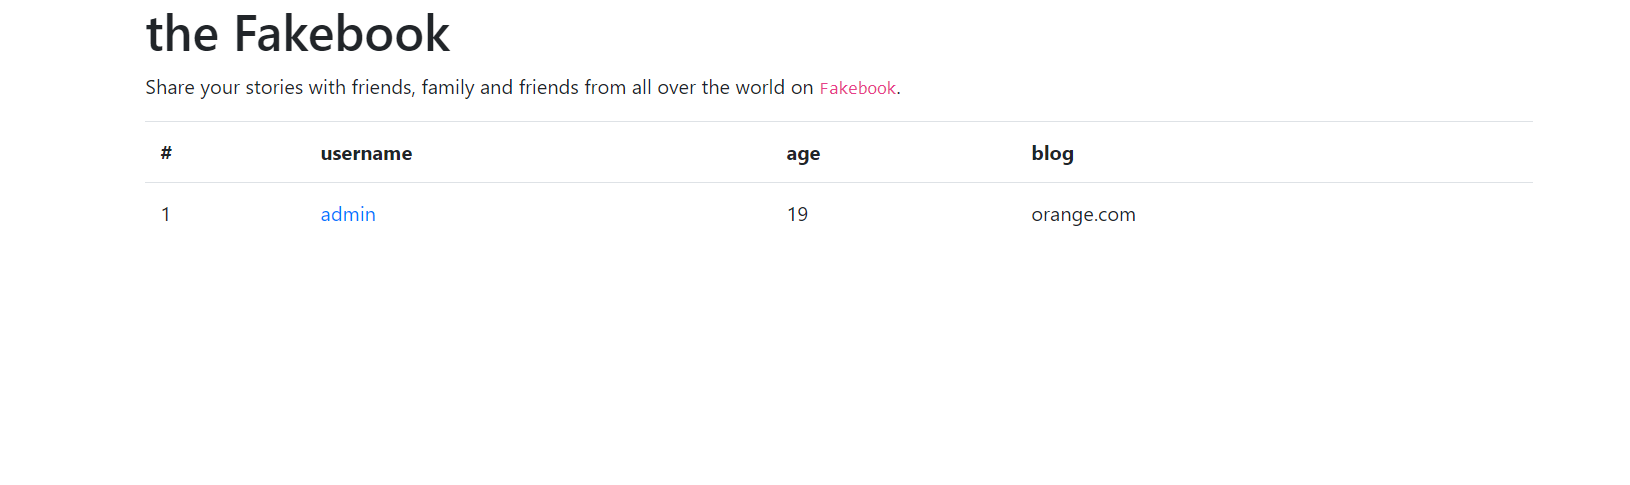 the Fakebook
Share your stories with friends, family and friends from all over the world on Fakebook.
# username age blog
1 admin 19 orange.com